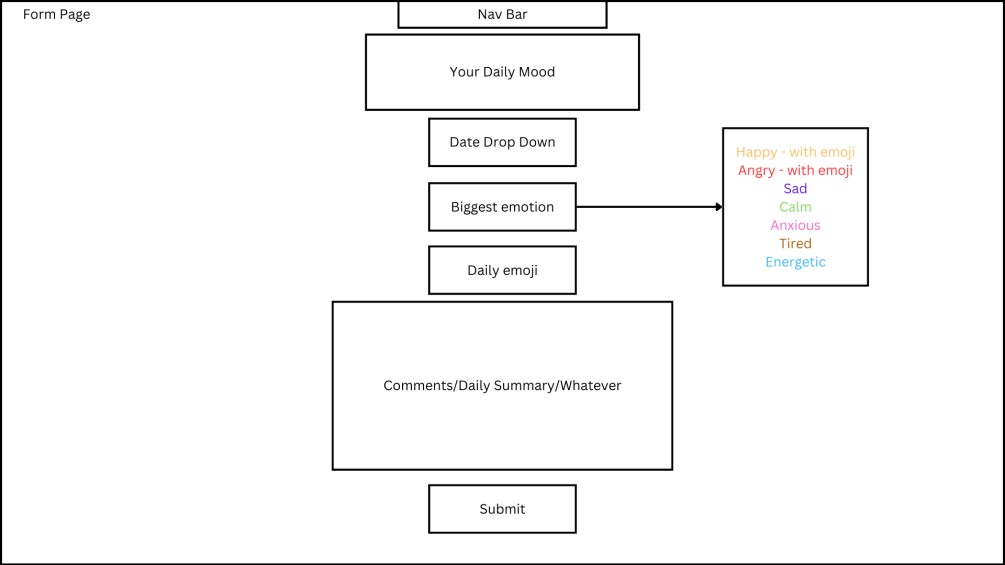 Form Page
Nav Bar
Your Daily Mood
Date Drop Down
Biggest emotion
Happy - with emoji
Angry - with emoji
Sad
Calm
Anxious
Tired
Energetic
Daily emoji
Comments/Daily Summary/Whatever
Submit